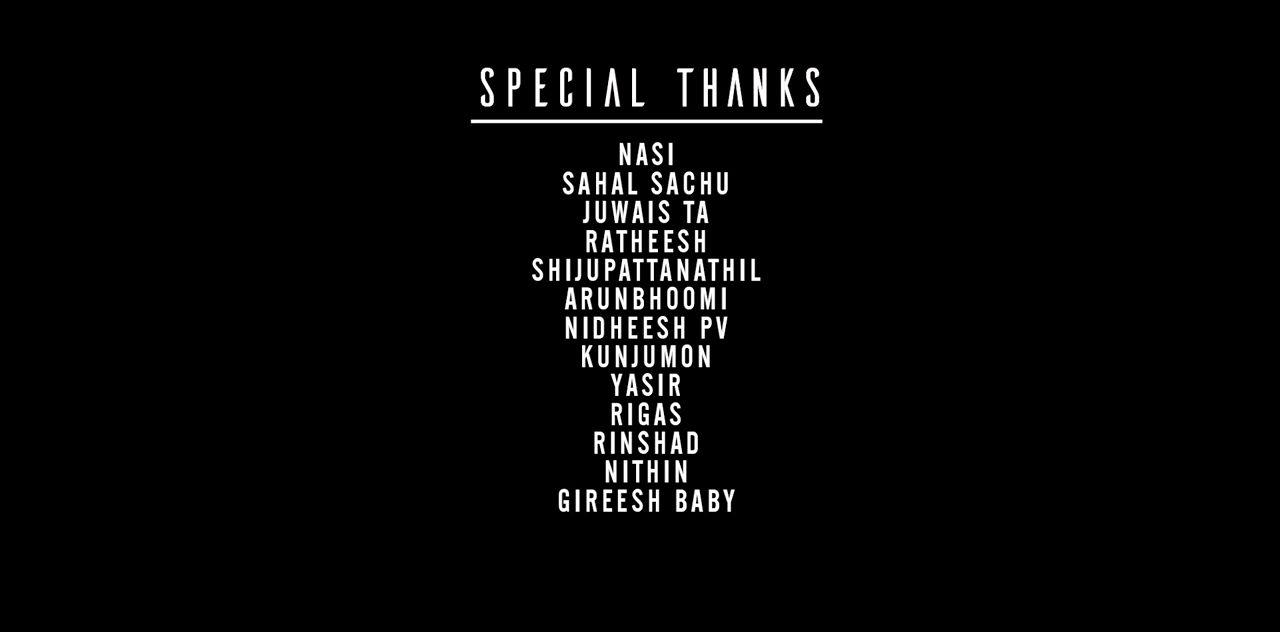 SPECIAL THANKS
NASI
SAHAL SACHU
JUWAIS TA
RATHEESH
SHIJUPATTANATHIL
ARUNBHOOMI
NIDHEESH PV
KUNJUMON
YASIR
RIGAS
RINSHAD
NITHIN
GIREESH BABY